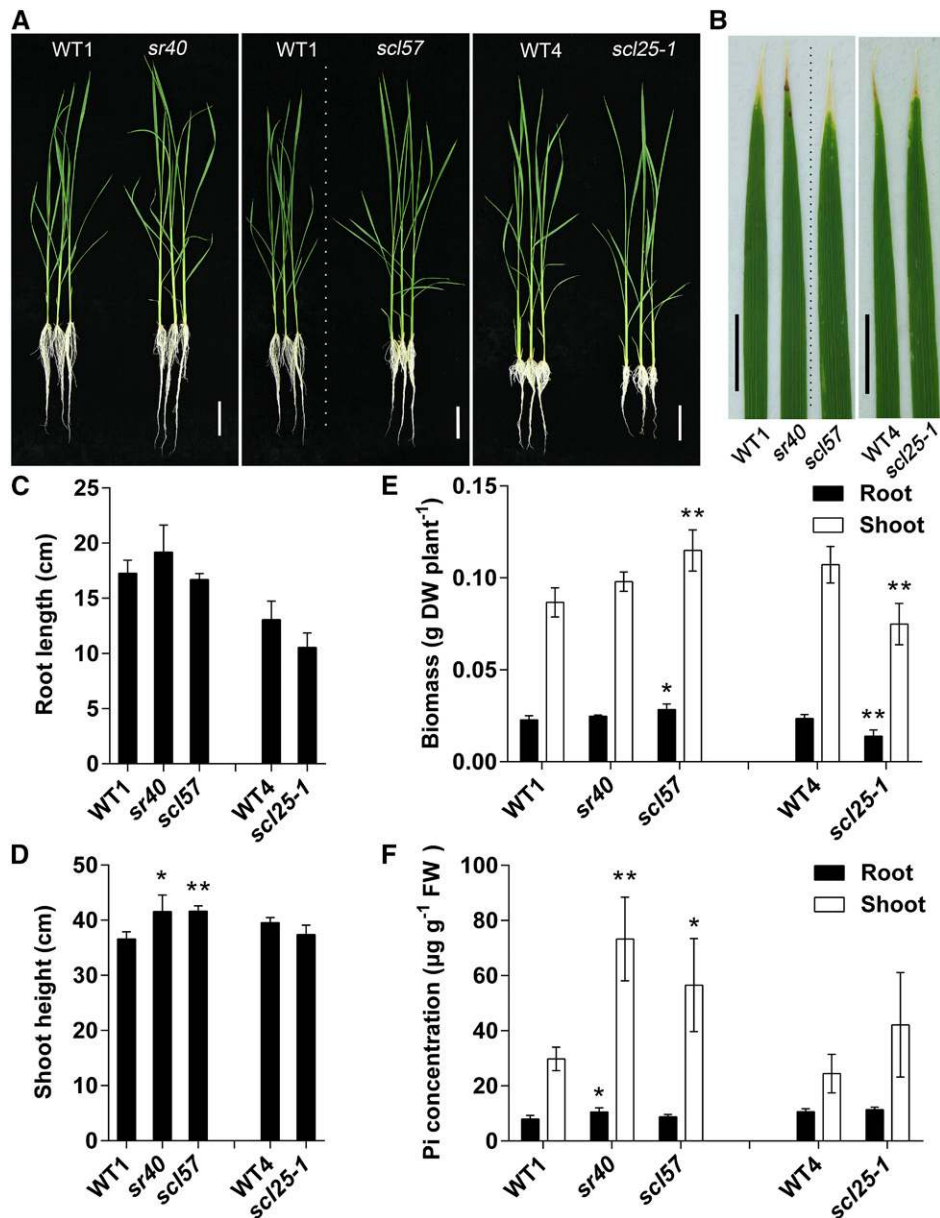 A
WT1 sr40
WT1 scl57
WT4 scl25-1
B
WT1 sr40 scl57
WT4 scl25-1
C
Root length (cm)
25
20
15
10
5
0
WT1 sr40 scl57 WT4 scl25-1
D
Shoot height (cm)
50
40
30
20
10
0
* **
WT1 sr40 scl57 WT4 scl25-1
E
Biomass (g DW plant⁻¹)
0.15
0.10
0.05
0.00
Root
Shoot
* ** ** **
WT1 sr40 scl57 WT4 scl25-1
F
Pi concentration (µg g⁻¹ FW )
100
80
60
40
20
0
Root
Shoot
* ** *
WT1 sr40 scl57 WT4 scl25-1